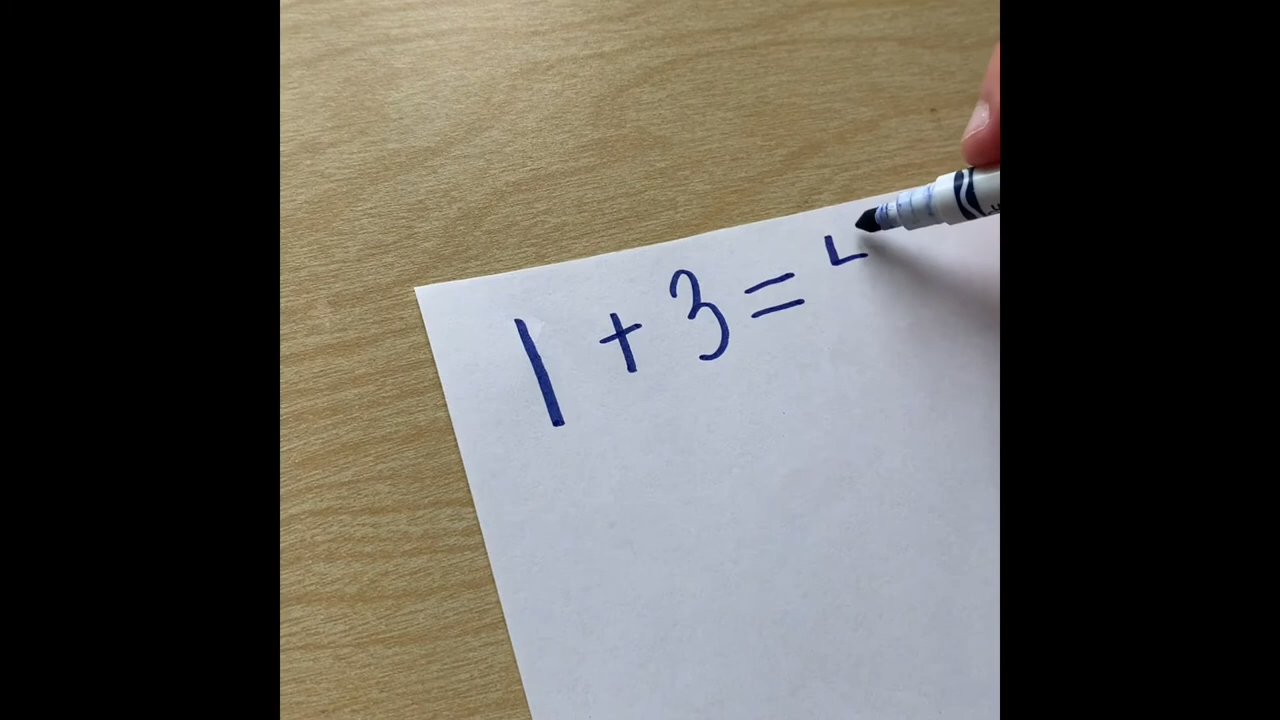 1 + 3 =